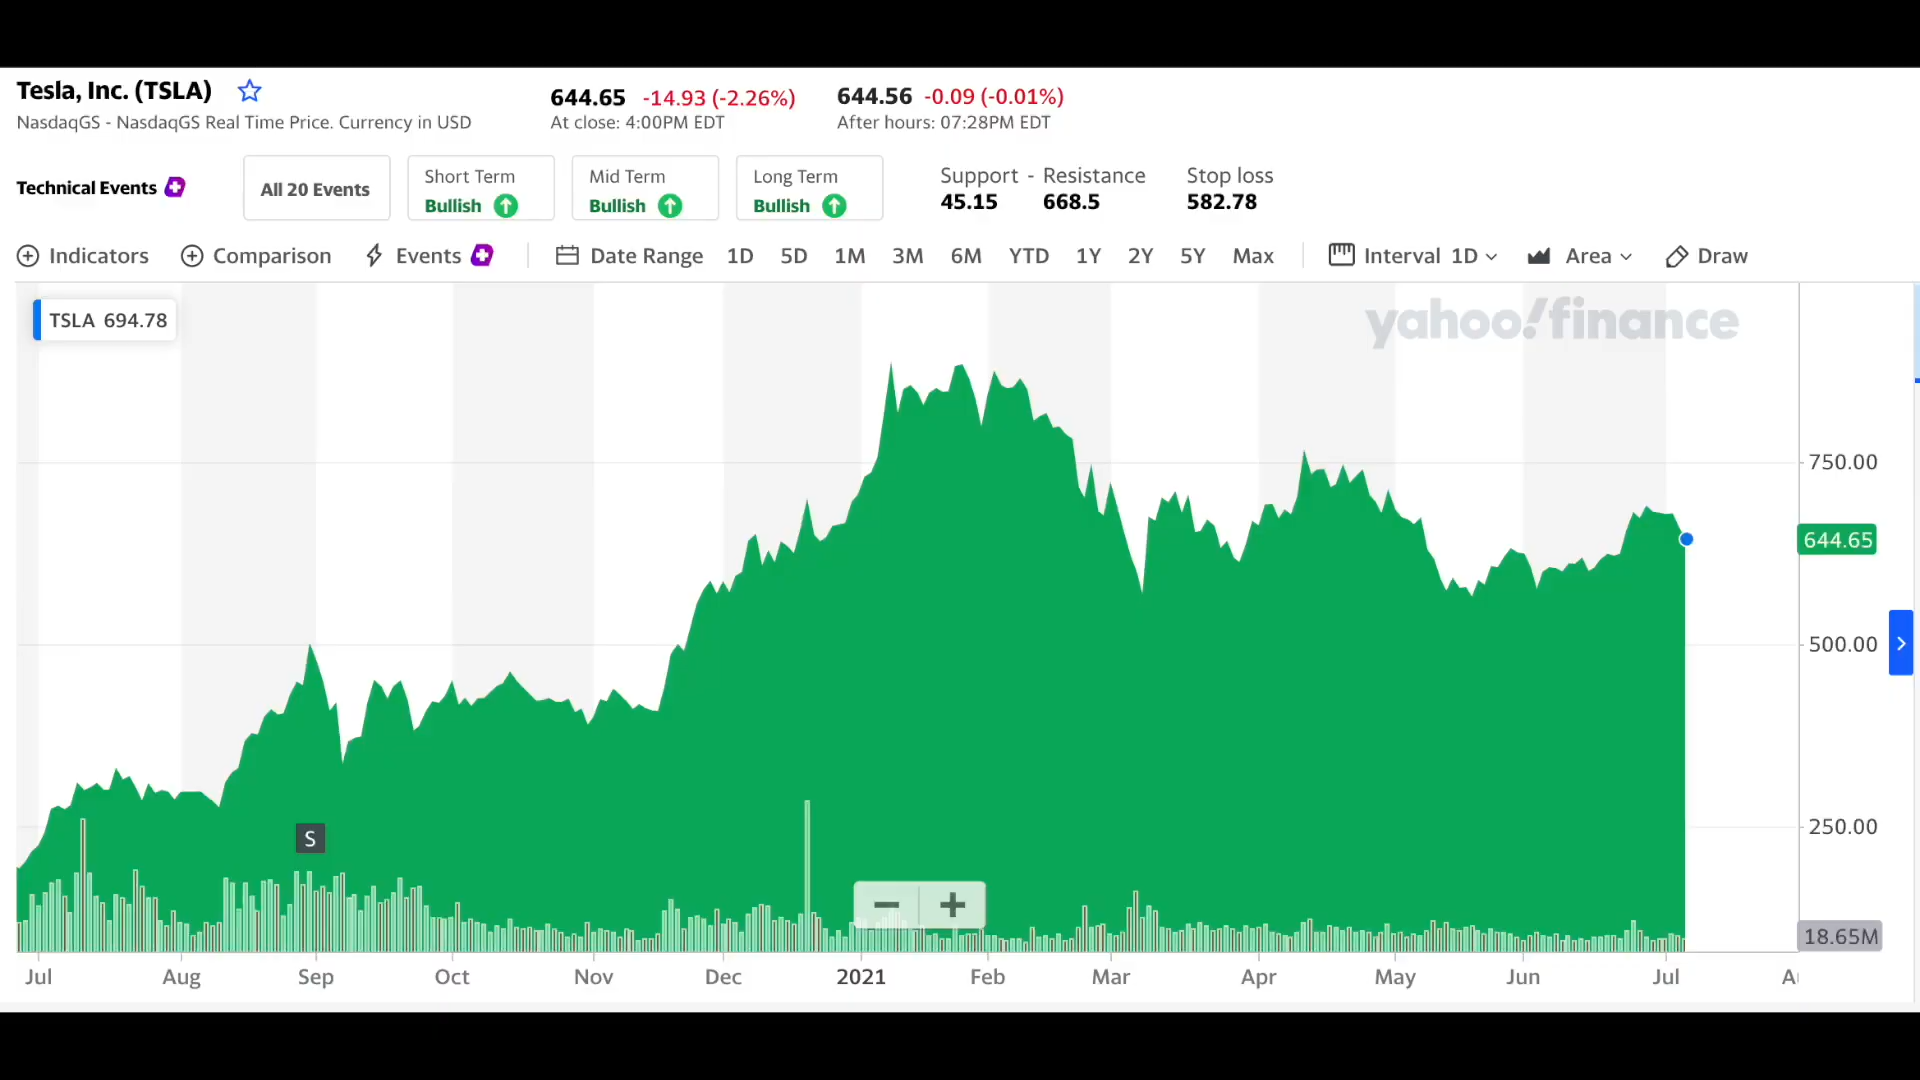 Tesla, Inc. (TSLA)
NasdaqGS - NasdaqGS Real Time Price. Currency in USD
644.65 -14.93 (-2.26%)
At close: 4:00PM EDT
644.56 -0.09 (-0.01%)
After hours: 07:28PM EDT
Technical Events
All 20 Events
Short Term
Bullish
Mid Term
Bullish
Long Term
Bullish
Support - Resistance
45.15 668.5
Stop loss
582.78
Indicators Comparison Events Date Range 1D 5D 1M 3M 6M YTD 1Y 2Y 5Y Max Interval 1D Area Draw
TSLA 694.78
yahoo!finance
750.00
644.65
500.00
250.00
S
18.65M
Jul Aug Sep Oct Nov Dec 2021 Feb Mar Apr May Jun Jul